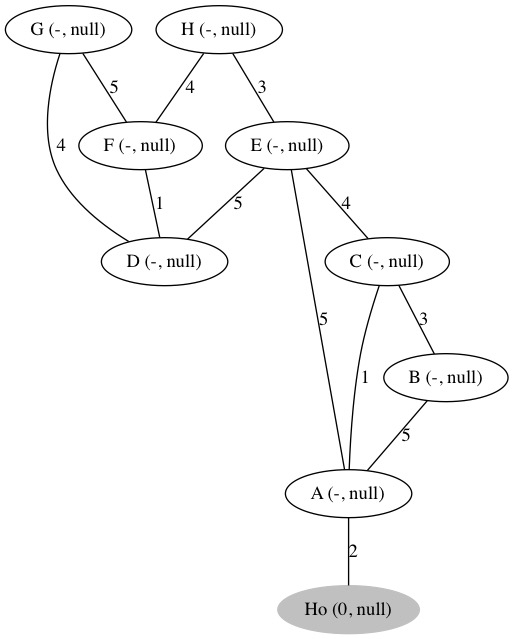 G (-, null)
H (-, null)
5
4
3
F (-, null)
E (-, null)
4
1
5
4
D (-, null)
C (-, null)
5
3
1
B (-, null)
5
A (-, null)
2
Ho (0, null)